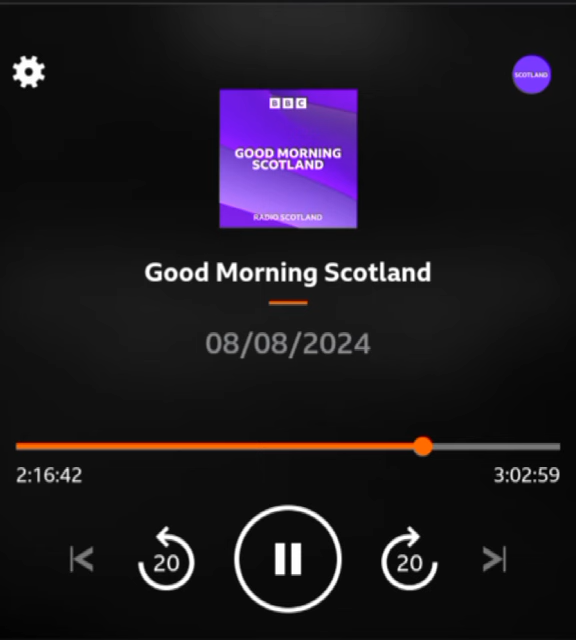 SCOTLAND
BBC
GOOD MORNING
SCOTLAND
RADIO SCOTLAND
Good Morning Scotland
08/08/2024
2:16:42
3:02:59
20
20